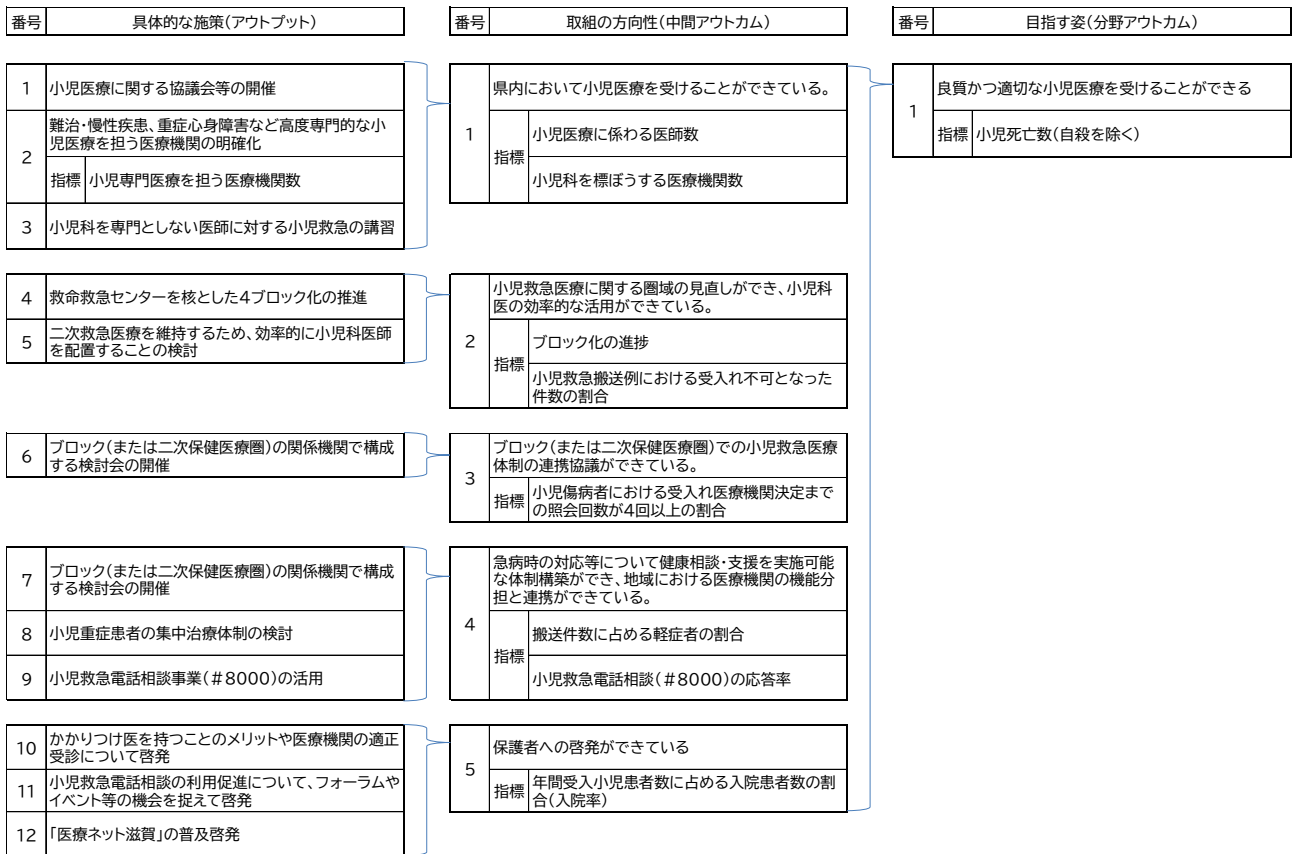 番号
具体的な施策(アウトプット)
1
小児医療に関する協議会等の開催
2
難治・慢性疾患、重症心身障害など高度専門的な小
児医療を担う医療機関の明確化
指標
小児専門医療を担う医療機関数
3
小児科を専門としない医師に対する小児救急の講習
4
救命救急センターを核とした4ブロック化の推進
5
二次救急医療を維持するため、効率的に小児科医師
を配置することの検討
6
ブロック(または二次保健医療圏)の関係機関で構成
する検討会の開催
7
ブロック(または二次保健医療圏)の関係機関で構成
する検討会の開催
8
小児重症患者の集中治療体制の検討
9
小児救急電話相談事業(#8000)の活用
10
かかりつけ医を持つことのメリットや医療機関の適正
受診について啓発
11
小児救急電話相談の利用促進について、フォーラムや
イベント等の機会を捉えて啓発
12
「医療ネット滋賀」の普及啓発
番号
取組の方向性(中間アウトカム)
1
県内において小児医療を受けることができている。
指標
小児医療に係わる医師数
小児科を標ぼうする医療機関数
2
小児救急医療に関する圏域の見直しができ、小児科
医の効率的な活用ができている。
指標
ブロック化の進捗
小児救急搬送例における受入れ不可となった
件数の割合
3
ブロック(または二次保健医療圏)での小児救急医療
体制の連携協議ができている。
指標
小児傷病者における受入れ医療機関決定まで
の照会回数が4回以上の割合
4
急病時の対応等について健康相談・支援を実施可能
な体制構築ができ、地域における医療機関の機能分
担と連携ができている。
指標
搬送件数に占める軽症者の割合
小児救急電話相談(#8000)の応答率
5
保護者への啓発ができている
指標
年間受入小児患者数に占める入院患者数の割
合(入院率)
番号
目指す姿(分野アウトカム)
1
良質かつ適切な小児医療を受けることができる
指標
小児死亡数(自殺を除く)